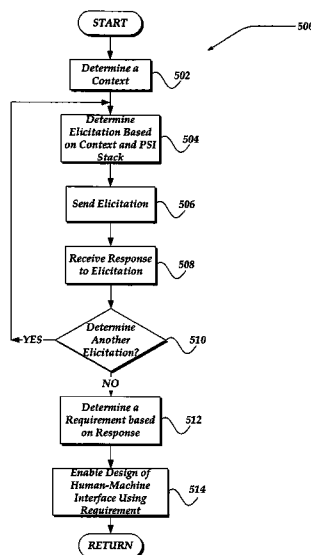 START
500
Determine a
Context
502
Determine
Elicitation Based
on Context and PSI
Stack
504
Send Elicitation
506
Receive Response
to Elicitation
508
Determine
Another
Elicitation?
510
YES
NO
Determine a
Requirement based
on Response
512
Enable Design of
Human-Machine
Interface Using
Requirement
514
RETURN